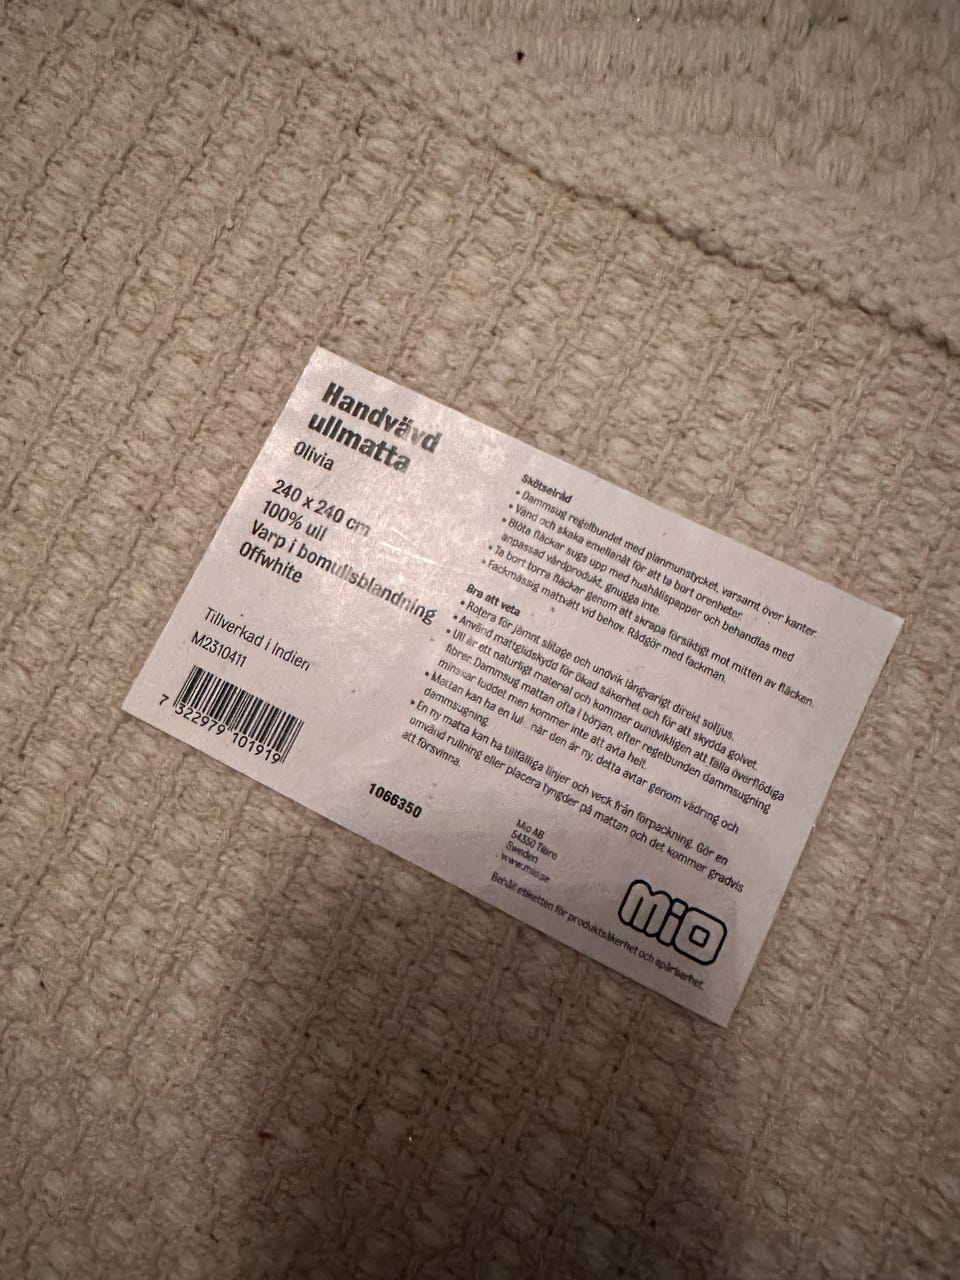 Handvävd
ullmatta
Olivia
240 x 240 cm
100% ull
Varp i bomullsblandning
Offwhite
Tillverkad i Indien
M2310411
7 322979 101919
1066350
Skötselråd
• Dammsug regelbundet med planmunstycket, varsamt över kanter.
• Vänd och skaka emellanåt för att ta bort orenheter.
• Blöta fläckar sugs upp med hushållspapper och behandlas med
anpassad vårdprodukt, gnugga inte.
• Ta bort torra fläckar genom att skrapa försiktigt mot mitten av fläcken.
• Fackmässig mattvätt vid behov. Rådgör med fackman.
Bra att veta
• Rotera för jämnt slitage och undvik långvarigt direkt solljus.
• Använd mattglidskydd för ökad säkerhet och för att skydda golvet.
• Ull är ett naturligt material och kommer oundvikligen att fälla överflödiga
fibrer. Dammsug mattan ofta i början, efter regelbunden dammsugning
minskar luddet men kommer inte att avta helt.
• Mattan kan ha en när den är ny, detta avtar genom vädring och
dammsugning.
• En ny matta kan ha tillfälliga linjer och veck från förpackning. Gör en
omvänd rullning eller placera tyngder på mattan och det kommer gradvis
att försvinna.
Mio AB
54350 Tibro
Sweden
www.mio.se
Behåll etiketten för produktsäkerhet och spårbarhet.
mio